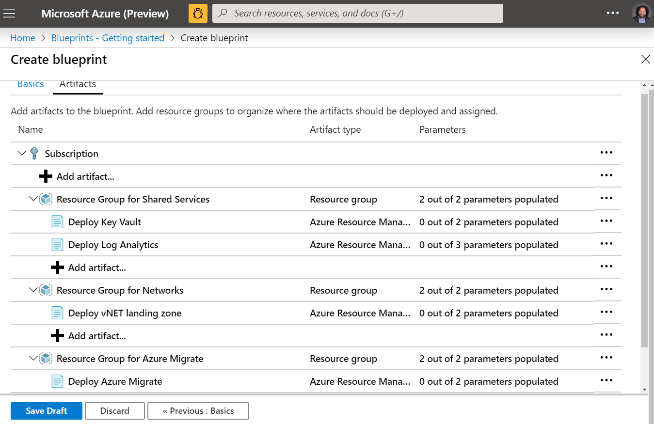 Microsoft Azure (Preview)
Search resources, services, and docs (G+/)
Home > Blueprints - Getting started > Create blueprint
Create blueprint
Basics Artifacts
Add artifacts to the blueprint. Add resource groups to organize where the artifacts should be deployed and assigned.
Name Artifact type Parameters
Subscription
Add artifact...
Resource Group for Shared Services Resource group 2 out of 2 parameters populated
Deploy Key Vault Azure Resource Mana... 0 out of 2 parameters populated
Deploy Log Analytics Azure Resource Mana... 0 out of 3 parameters populated
Add artifact...
Resource Group for Networks Resource group 2 out of 2 parameters populated
Deploy vNET landing zone Azure Resource Mana... 0 out of 2 parameters populated
Add artifact...
Resource Group for Azure Migrate Resource group 2 out of 2 parameters populated
Deploy Azure Migrate Azure Resource Mana... 0 out of 2 parameters populated
Save Draft Discard « Previous : Basics